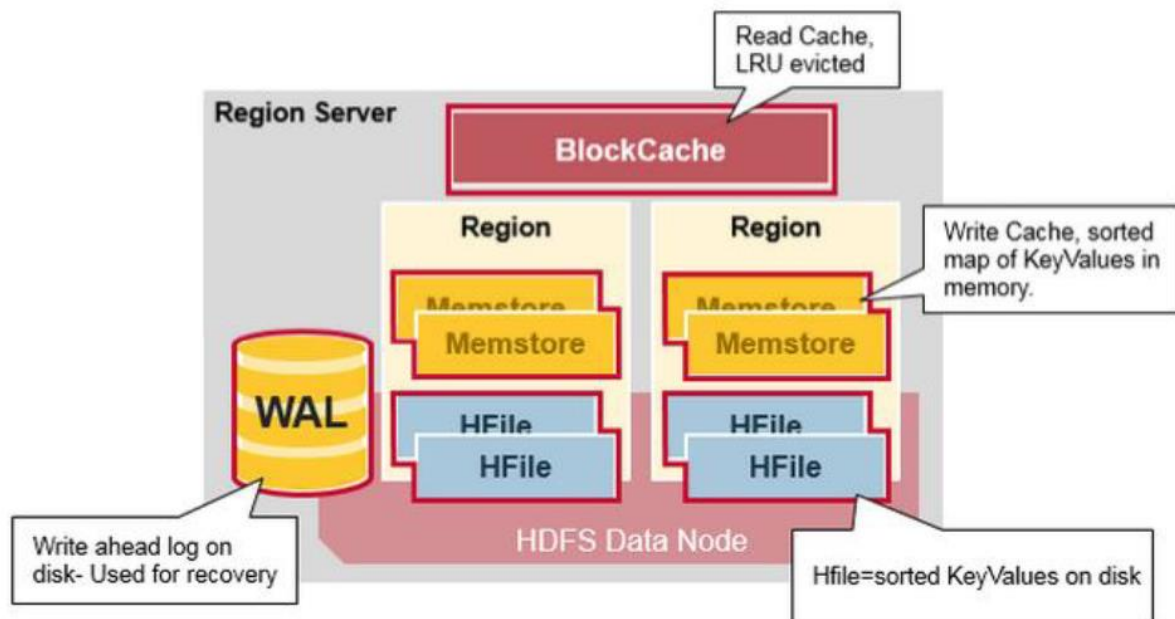 Read Cache,
LRU evicted
Region Server
BlockCache
Region
Region
Write Cache, sorted
map of KeyValues in
memory.
Memstore
Memstore
Memstore
Memstore
WAL
HFile
HFile
HFile
HFile
HDFS Data Node
Write ahead log on
disk- Used for recovery
Hfile=sorted KeyValues on disk